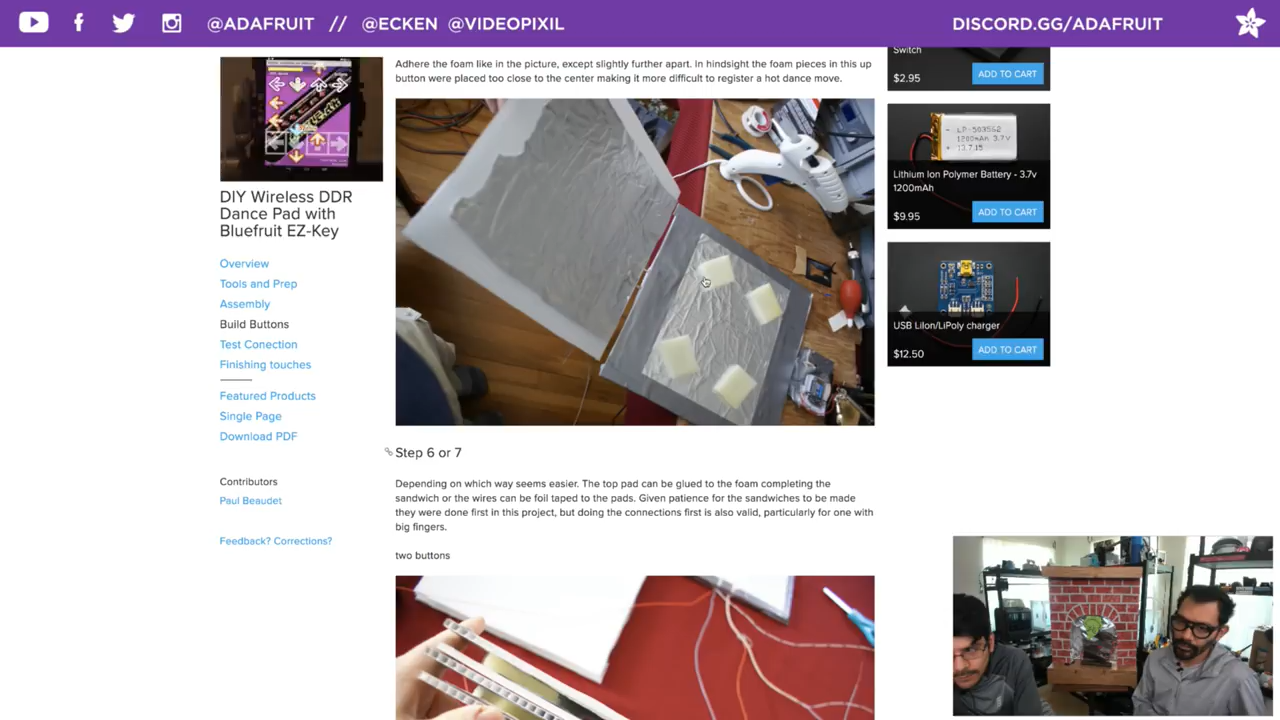 @ADAFRUIT // @ECKEN @VIDEOPIXIL
DISCORD.GG/ADAFRUIT
DIY Wireless DDR
Dance Pad with
Bluefruit EZ-Key
Overview
Tools and Prep
Assembly
Build Buttons
Test Conection
Finishing touches
Featured Products
Single Page
Download PDF
Contributors
Paul Beaudet
Feedback? Corrections?
Adhere the foam like in the picture, except slightly further apart. In hindsight the foam pieces in this up
button were placed too close to the center making it more difficult to register a hot dance move.
Step 6 or 7
Depending on which way seems easier. The top pad can be glued to the foam completing the
sandwich or the wires can be foil taped to the pads. Given patience for the sandwiches to be made
they were done first in this project, but doing the connections first is also valid, particularly for one with
big fingers.
two buttons
Switch
$2.95
ADD TO CART
LP-503562
1200mAh 3.7V
13.7.15
Lithium Ion Polymer Battery - 3.7v
1200mAh
$9.95
ADD TO CART
USB LiIon/LiPoly charger
$12.50
ADD TO CART